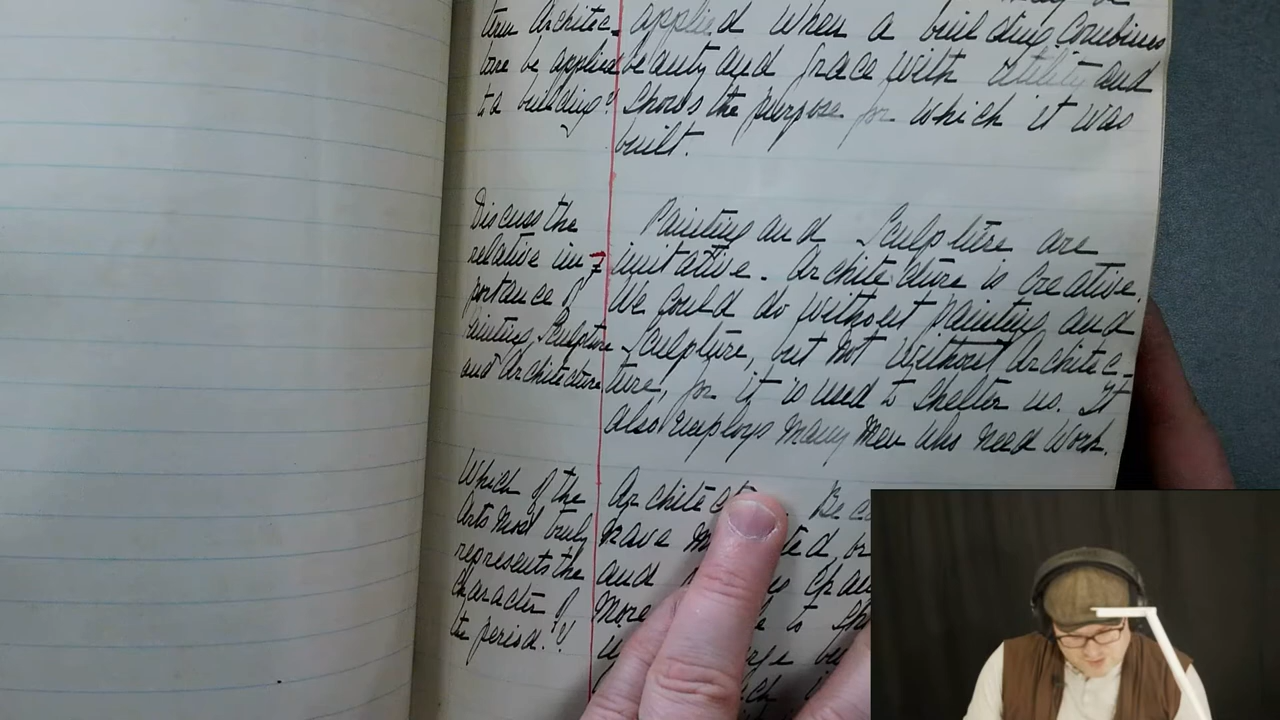 term Architec-
ture be applied
to a building?
applied when a building combines
beauty and grace with utility and
shows the purpose for which it was
built.
Discuss the
relative im-
portance of
Painting, Sculpture
and Architecture
Painting and Sculpture are
imitative. Architecture is creative.
We could do without painting and
Sculpture, but not without Architec-
ture, for it is used to shelter us. It
also employs many men who need work.
Which of the
Arts most truly
represents the
Character of
the period.?
Architect
have
and
More to